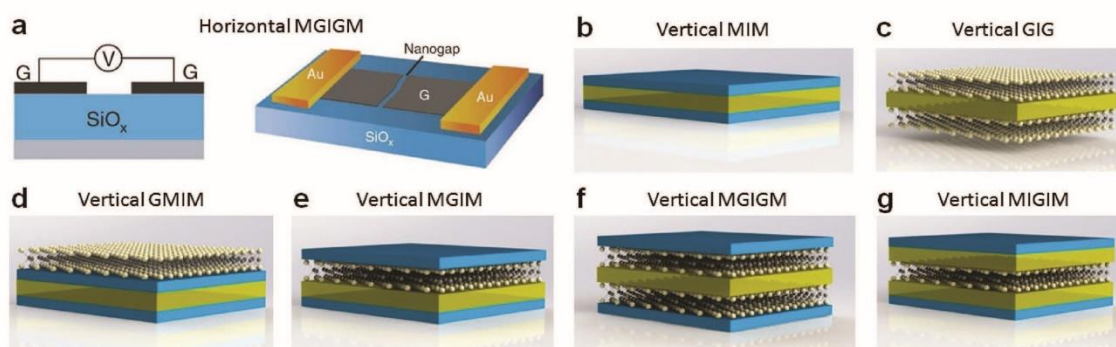 a
Horizontal MGIGM
V
G
G
SiOx
Nanogap
Au
G
Au
SiOx
b
Vertical MIM
c
Vertical GIG
d
Vertical GMIM
e
Vertical MGIM
f
Vertical MGIGM
g
Vertical MIGIM